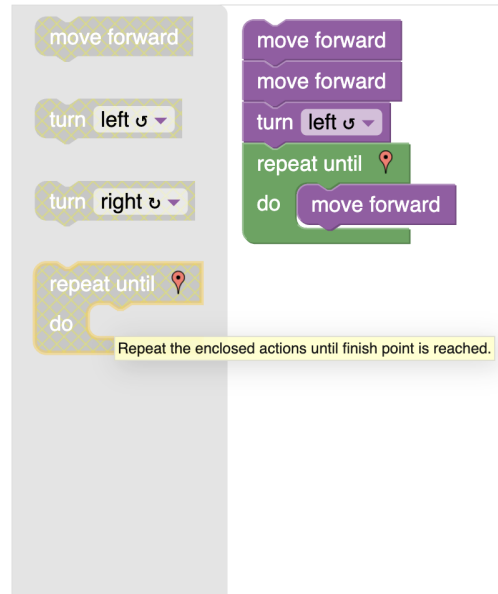 move forward
turn left ↺
turn right ↻
repeat until
do
Repeat the enclosed actions until finish point is reached.
move forward
move forward
turn left ↺
repeat until
do move forward